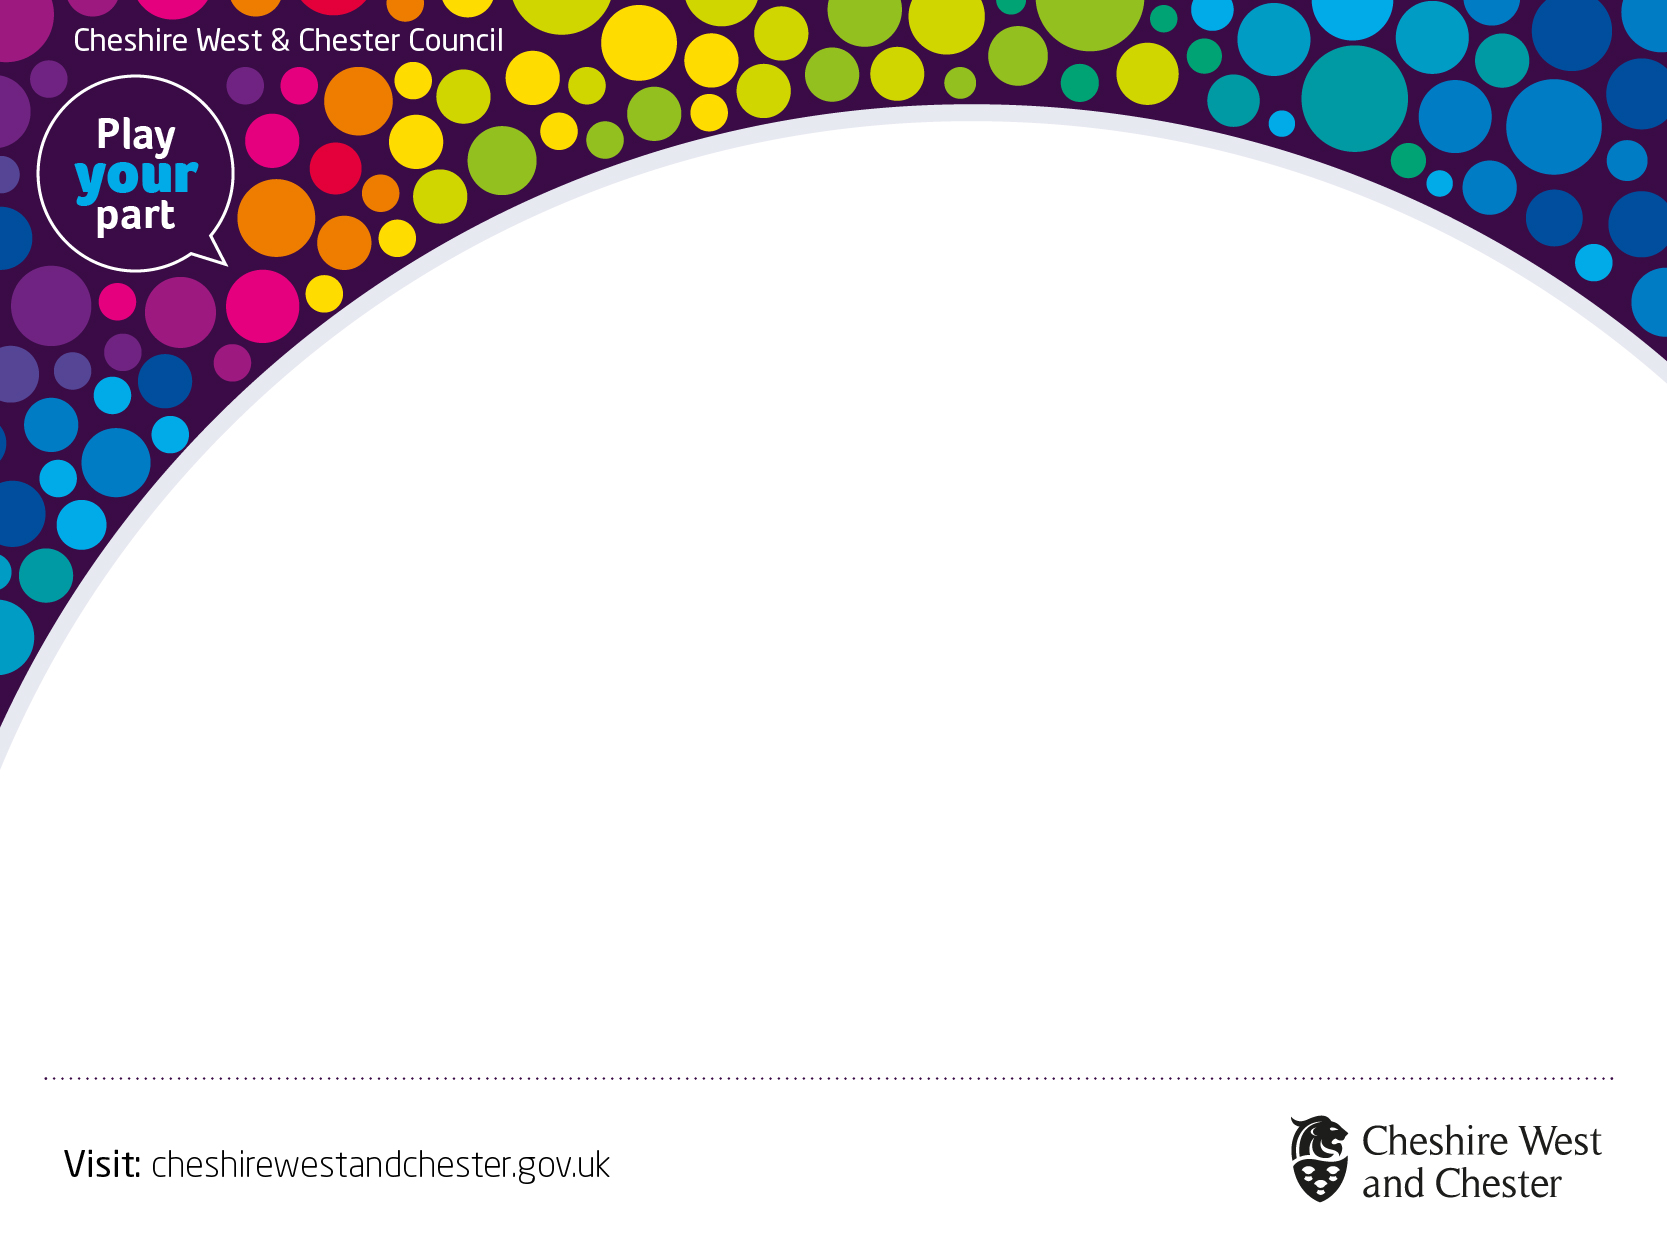 Cheshire West & Chester Council
Play
your
part
Visit: cheshirewestandchester.gov.uk
Cheshire West
and Chester